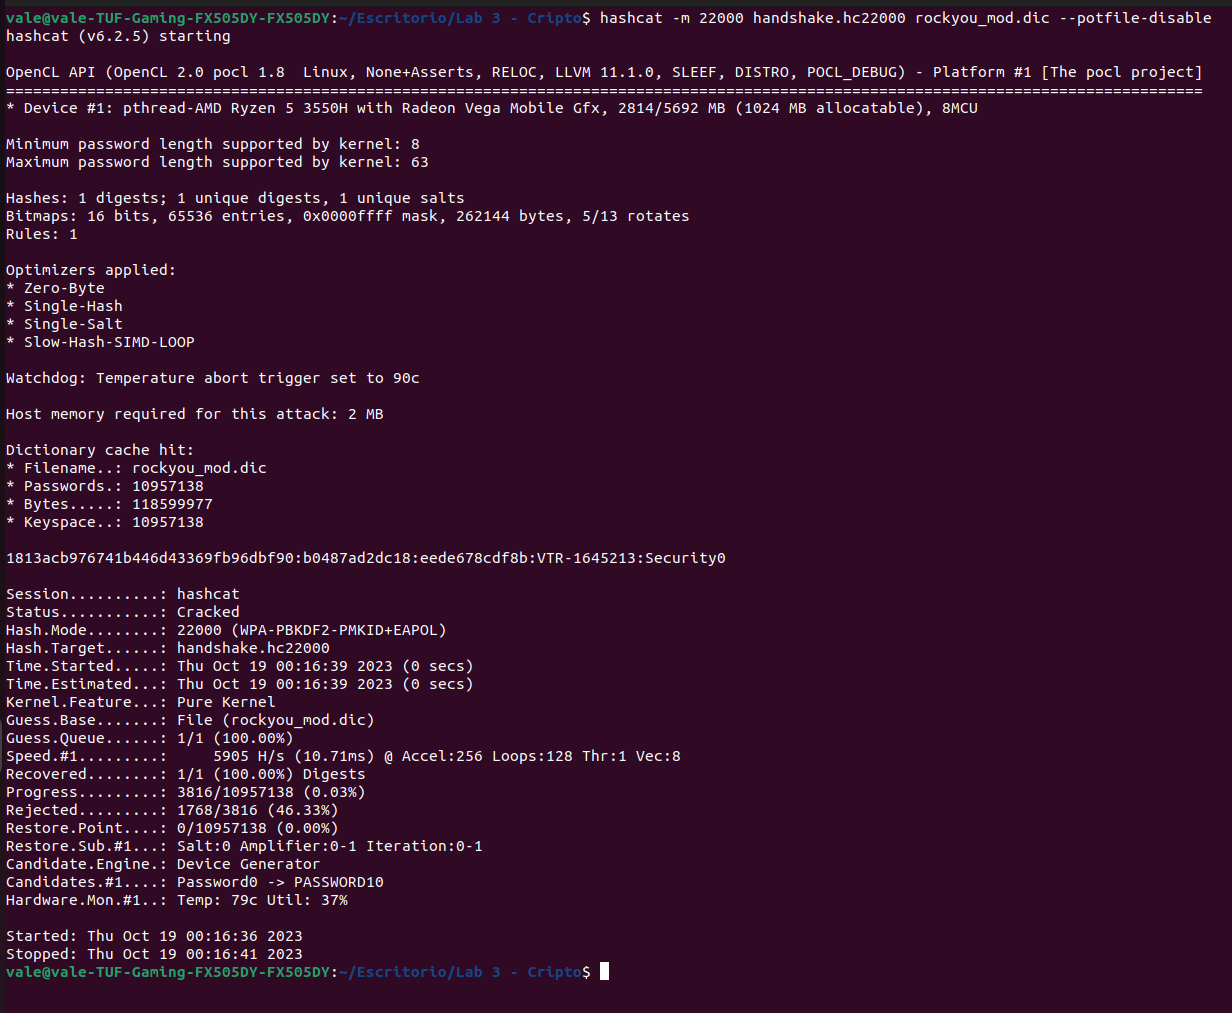 vale@vale-TUF-Gaming-FX505DY-FX505DY:~/Escritorio/Lab 3 - Cripto$ hashcat -m 22000 handshake.hc22000 rockyou_mod.dic --potfile-disable
hashcat (v6.2.5) starting
OpenCL API (OpenCL 2.0 pocl 1.8  Linux, None+Asserts, RELOC, LLVM 11.1.0, SLEEF, DISTRO, POCL_DEBUG) - Platform #1 [The pocl project]
=====================================================================================================================================
* Device #1: pthread-AMD Ryzen 5 3550H with Radeon Vega Mobile Gfx, 2814/5692 MB (1024 MB allocatable), 8MCU
Minimum password length supported by kernel: 8
Maximum password length supported by kernel: 63
Hashes: 1 digests; 1 unique digests, 1 unique salts
Bitmaps: 16 bits, 65536 entries, 0x0000ffff mask, 262144 bytes, 5/13 rotates
Rules: 1
Optimizers applied:
* Zero-Byte
* Single-Hash
* Single-Salt
* Slow-Hash-SIMD-LOOP
Watchdog: Temperature abort trigger set to 90c
Host memory required for this attack: 2 MB
Dictionary cache hit:
* Filename..: rockyou_mod.dic
* Passwords.: 10957138
* Bytes.....: 118599977
* Keyspace..: 10957138
1813acb976741b446d43369fb96dbf90:b0487ad2dc18:eede678cdf8b:VTR-1645213:Security0
Session..........: hashcat
Status...........: Cracked
Hash.Mode........: 22000 (WPA-PBKDF2-PMKID+EAPOL)
Hash.Target......: handshake.hc22000
Time.Started.....: Thu Oct 19 00:16:39 2023 (0 secs)
Time.Estimated...: Thu Oct 19 00:16:39 2023 (0 secs)
Kernel.Feature...: Pure Kernel
Guess.Base.......: File (rockyou_mod.dic)
Guess.Queue......: 1/1 (100.00%)
Speed.#1.........:     5905 H/s (10.71ms) @ Accel:256 Loops:128 Thr:1 Vec:8
Recovered........: 1/1 (100.00%) Digests
Progress.........: 3816/10957138 (0.03%)
Rejected.........: 1768/3816 (46.33%)
Restore.Point....: 0/10957138 (0.00%)
Restore.Sub.#1...: Salt:0 Amplifier:0-1 Iteration:0-1
Candidate.Engine.: Device Generator
Candidates.#1....: Password0 -> PASSWORD10
Hardware.Mon.#1..: Temp: 79c Util: 37%
Started: Thu Oct 19 00:16:36 2023
Stopped: Thu Oct 19 00:16:41 2023
vale@vale-TUF-Gaming-FX505DY-FX505DY:~/Escritorio/Lab 3 - Cripto$